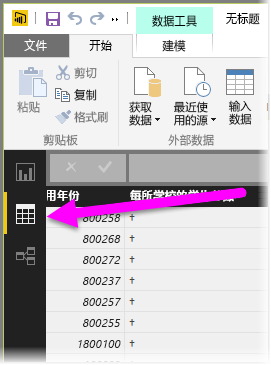 数据工具
无标题
文件
开始
建模
粘贴
剪切
复制
格式刷
获取
数据
最近使
用的源
输入
数据
剪贴板
外部数据
用年份
每所学校的学生
800258 †
800268 †
800272 †
800237 †
800257 †
800255 †
1800100 †